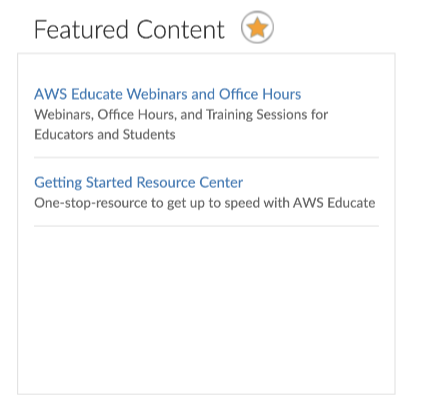 Featured Content
AWS Educate Webinars and Office Hours
Webinars, Office Hours, and Training Sessions for
Educators and Students
Getting Started Resource Center
One-stop-resource to get up to speed with AWS Educate